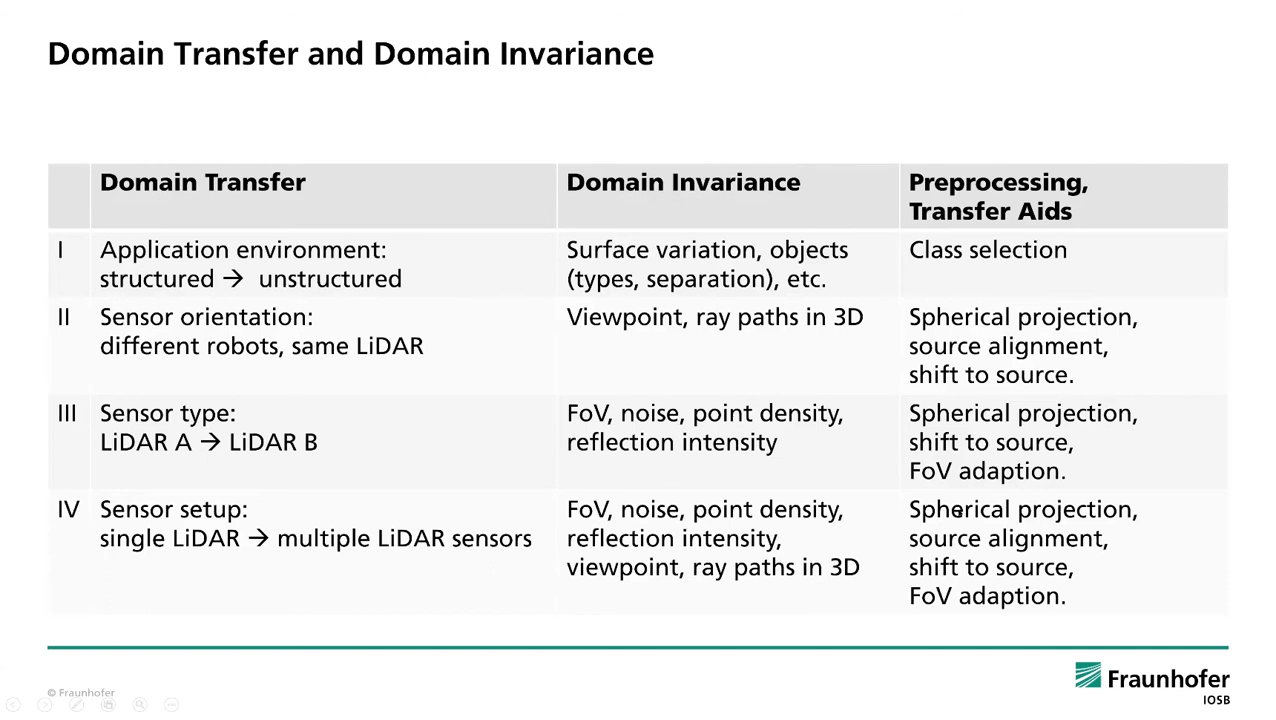 Domain Transfer and Domain Invariance
Domain Transfer
Domain Invariance
Preprocessing,
Transfer Aids
I
Application environment:
structured → unstructured
Surface variation, objects
(types, separation), etc.
Class selection
II
Sensor orientation:
different robots, same LiDAR
Viewpoint, ray paths in 3D
Spherical projection,
source alignment,
shift to source.
III
Sensor type:
LiDAR A → LiDAR B
FoV, noise, point density,
reflection intensity
Spherical projection,
shift to source,
FoV adaption.
IV
Sensor setup:
single LiDAR → multiple LiDAR sensors
FoV, noise, point density,
reflection intensity,
viewpoint, ray paths in 3D
Spherical projection,
source alignment,
shift to source,
FoV adaption.
© Fraunhofer
Fraunhofer
IOSB